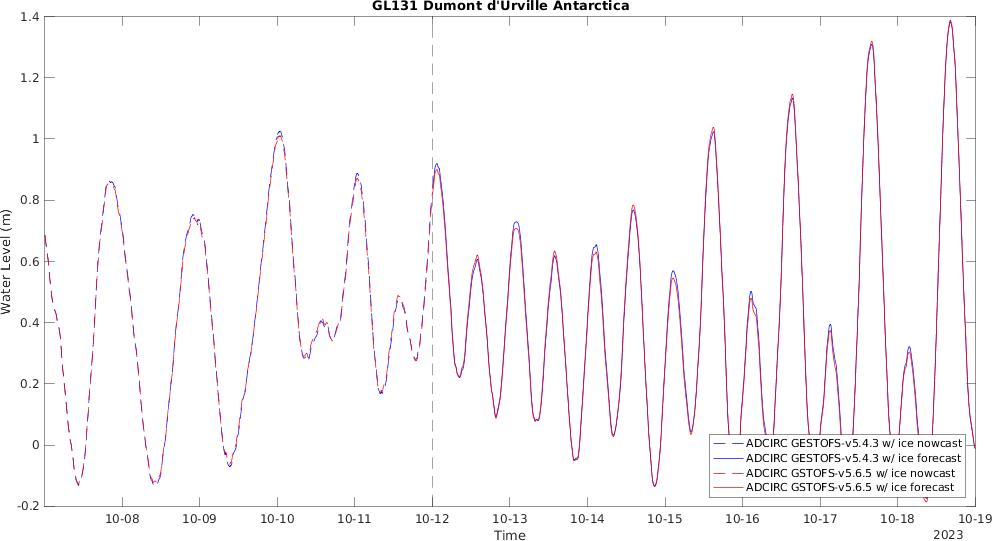 GL131 Dumont d'Urville Antarctica
1.4
1.2
1
0.8
0.6
0.4
0.2
0
-0.2
Water Level (m)
ADCIRC GESTOFS-v5.4.3 w/ ice nowcast
ADCIRC GESTOFS-v5.4.3 w/ ice forecast
ADCIRC GSTOFS-v5.6.5 w/ ice nowcast
ADCIRC GSTOFS-v5.6.5 w/ ice forecast
10-08 10-09 10-10 10-11 10-12 10-13 10-14 10-15 10-16 10-17 10-18 10-19
Time
2023